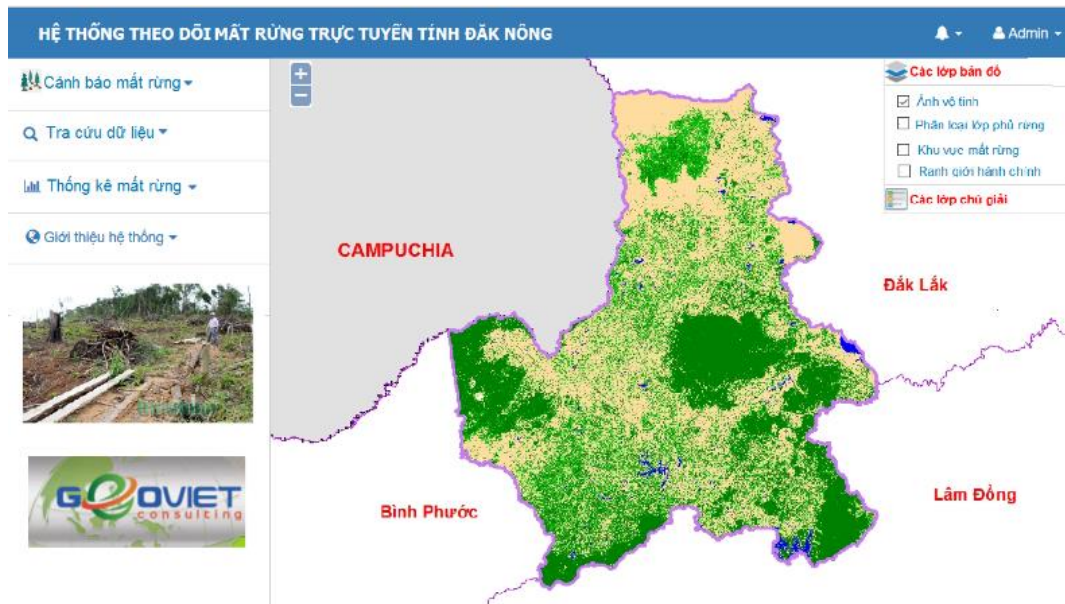 HỆ THỐNG THEO DÕI MẤT RỪNG TRỰC TUYẾN TỈNH ĐĂK NÔNG
Admin
Cảnh báo mất rừng
Tra cứu dữ liệu
Thống kê mất rừng
Giới thiệu hệ thống
GEOVIET
consulting
+
−
CAMPUCHIA
Đắk Lắk
Bình Phước
Lâm Đồng
Các lớp bản đồ
Ảnh vệ tinh
Phân loại lớp phủ rừng
Khu vực mất rừng
Ranh giới hành chính
Các lớp chú giải